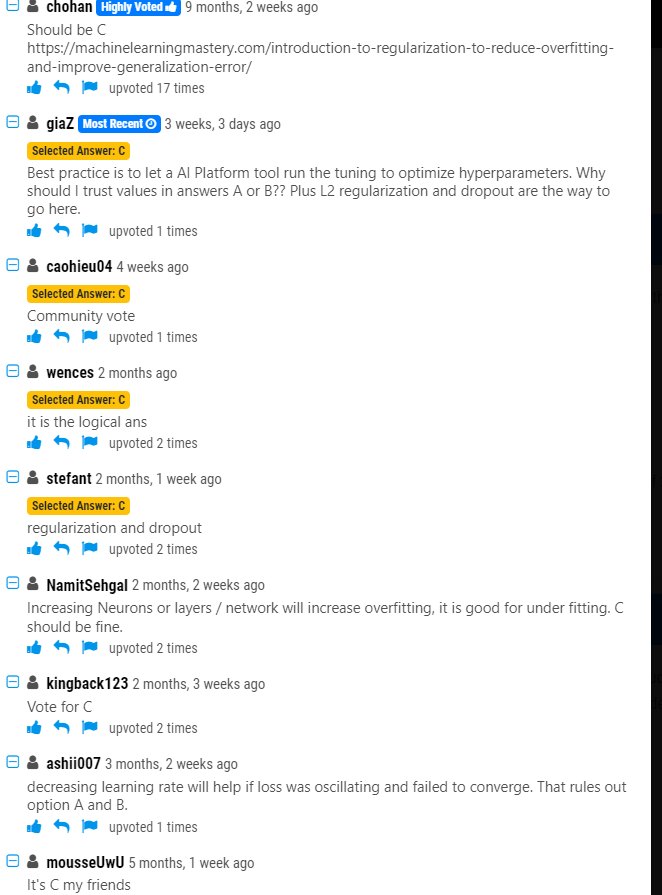 chohan Highly Voted 9 months, 2 weeks ago
Should be C
https://machinelearningmastery.com/introduction-to-regularization-to-reduce-overfitting-
and-improve-generalization-error/
upvoted 17 times
giaZ Most Recent 3 weeks, 3 days ago
Selected Answer: C
Best practice is to let a AI Platform tool run the tuning to optimize hyperparameters. Why
should I trust values in answers A or B?? Plus L2 regularization and dropout are the way to
go here.
upvoted 1 times
caohieu04 4 weeks ago
Selected Answer: C
Community vote
upvoted 1 times
wences 2 months ago
Selected Answer: C
it is the logical ans
upvoted 2 times
stefant 2 months, 1 week ago
Selected Answer: C
regularization and dropout
upvoted 2 times
NamitSehgal 2 months, 2 weeks ago
Increasing Neurons or layers / network will increase overfitting, it is good for under fitting. C
should be fine.
upvoted 2 times
kingback123 2 months, 3 weeks ago
Vote for C
upvoted 2 times
ashii007 3 months, 2 weeks ago
decreasing learning rate will help if loss was oscillating and failed to converge. That rules out
option A and B.
upvoted 1 times
mousseUwU 5 months, 1 week ago
It's C my friends